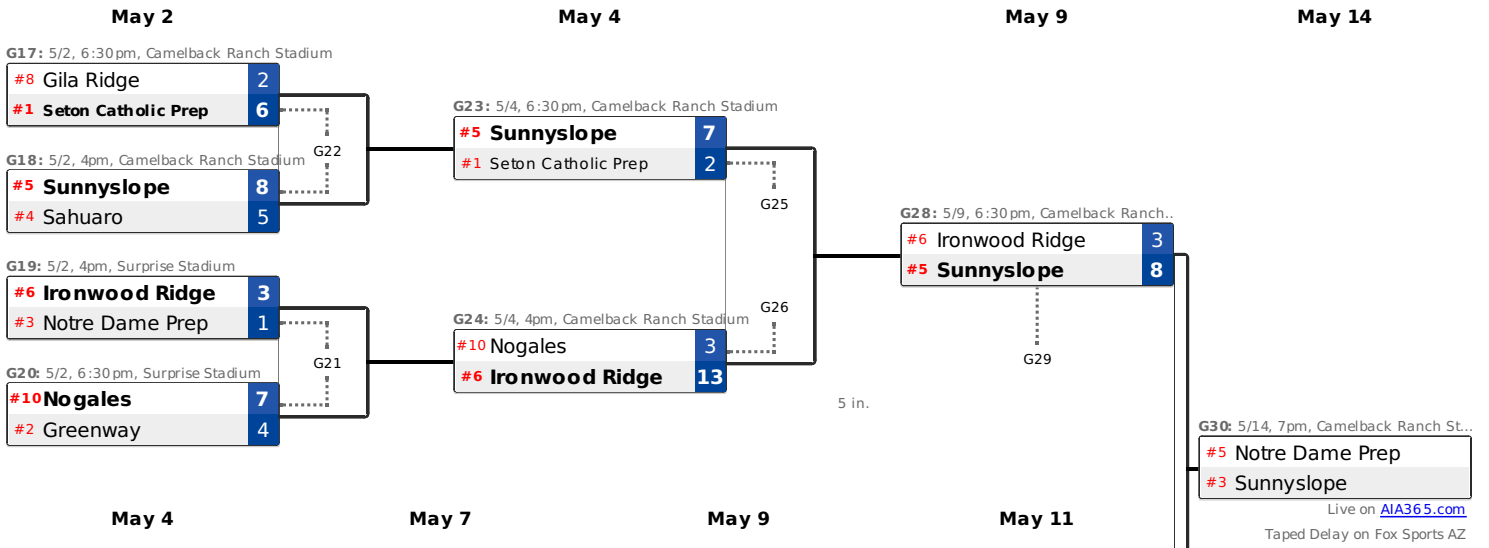 May 2
May 4
May 9
May 14
G17: 5/2, 6:30pm, Camelback Ranch Stadium
#8 Gila Ridge 2
#1 Seton Catholic Prep 6
G22
G18: 5/2, 4pm, Camelback Ranch Stadium
#5 Sunnyslope 8
#4 Sahuaro 5
G19: 5/2, 4pm, Surprise Stadium
#6 Ironwood Ridge 3
#3 Notre Dame Prep 1
G21
G20: 5/2, 6:30pm, Surprise Stadium
#10 Nogales 7
#2 Greenway 4
G23: 5/4, 6:30pm, Camelback Ranch Stadium
#5 Sunnyslope 7
#1 Seton Catholic Prep 2
G25
G26
G24: 5/4, 4pm, Camelback Ranch Stadium
#10 Nogales 3
#6 Ironwood Ridge 13
5 in.
G28: 5/9, 6:30pm, Camelback Ranch..
#6 Ironwood Ridge 3
#5 Sunnyslope 8
G29
G30: 5/14, 7pm, Camelback Ranch St...
#5 Notre Dame Prep
#3 Sunnyslope
Live on AIA365.com
Taped Delay on Fox Sports AZ
May 4
May 7
May 9
May 11